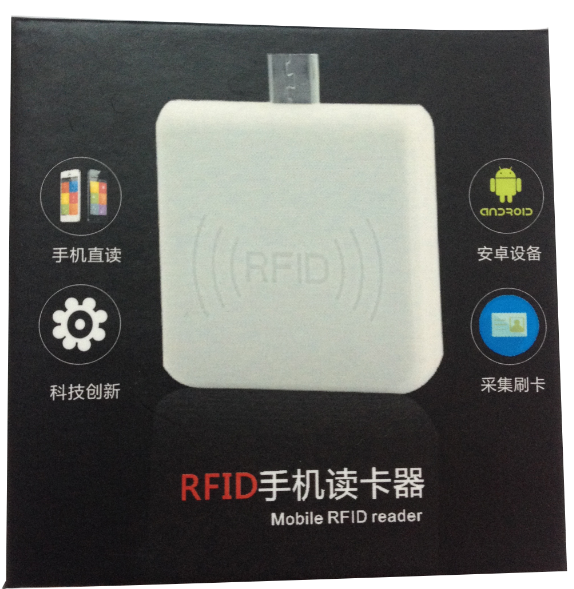 RFID
手机直读
ANDROID
安卓设备
科技创新
采集刷卡
RFID手机读卡器
Mobile RFID reader